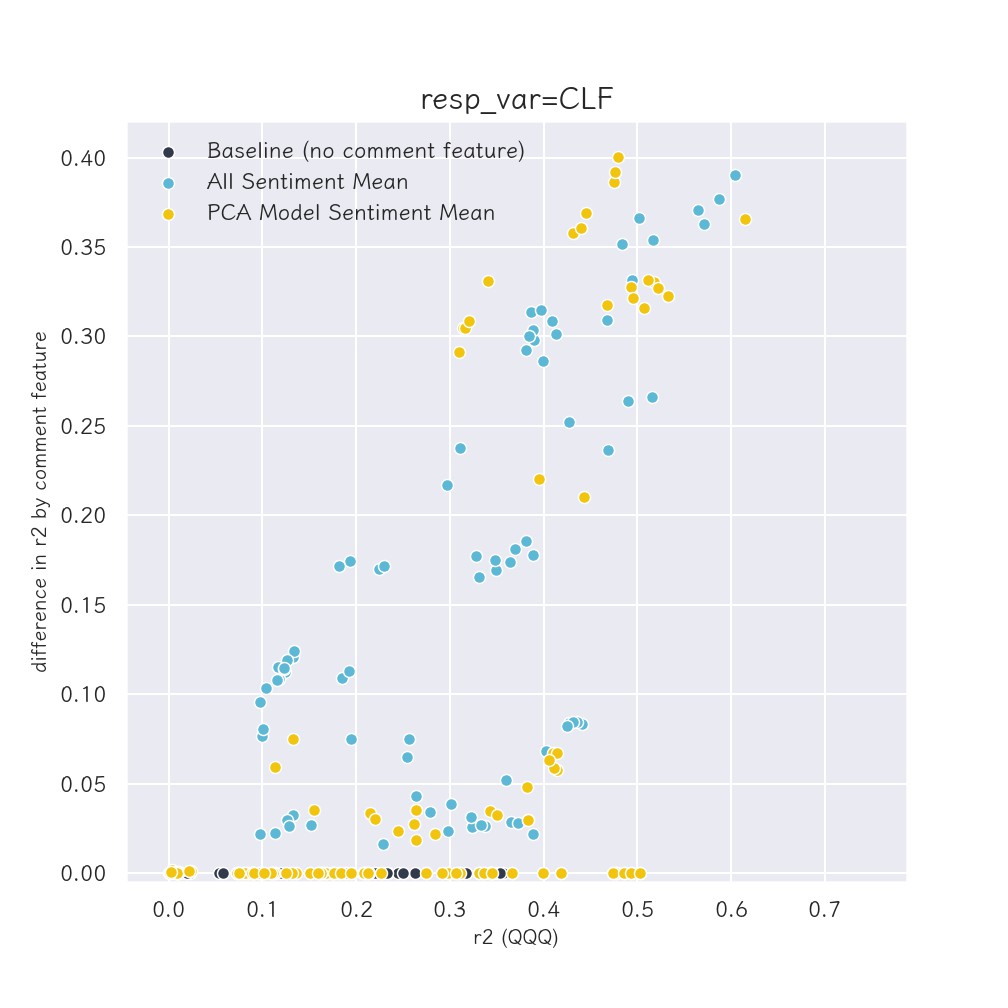 resp_var=CLF
Baseline (no comment feature)
All Sentiment Mean
PCA Model Sentiment Mean
difference in r2 by comment feature
0.40
0.35
0.30
0.25
0.20
0.15
0.10
0.05
0.00
0.0 0.1 0.2 0.3 0.4 0.5 0.6 0.7
r2 (QQQ)